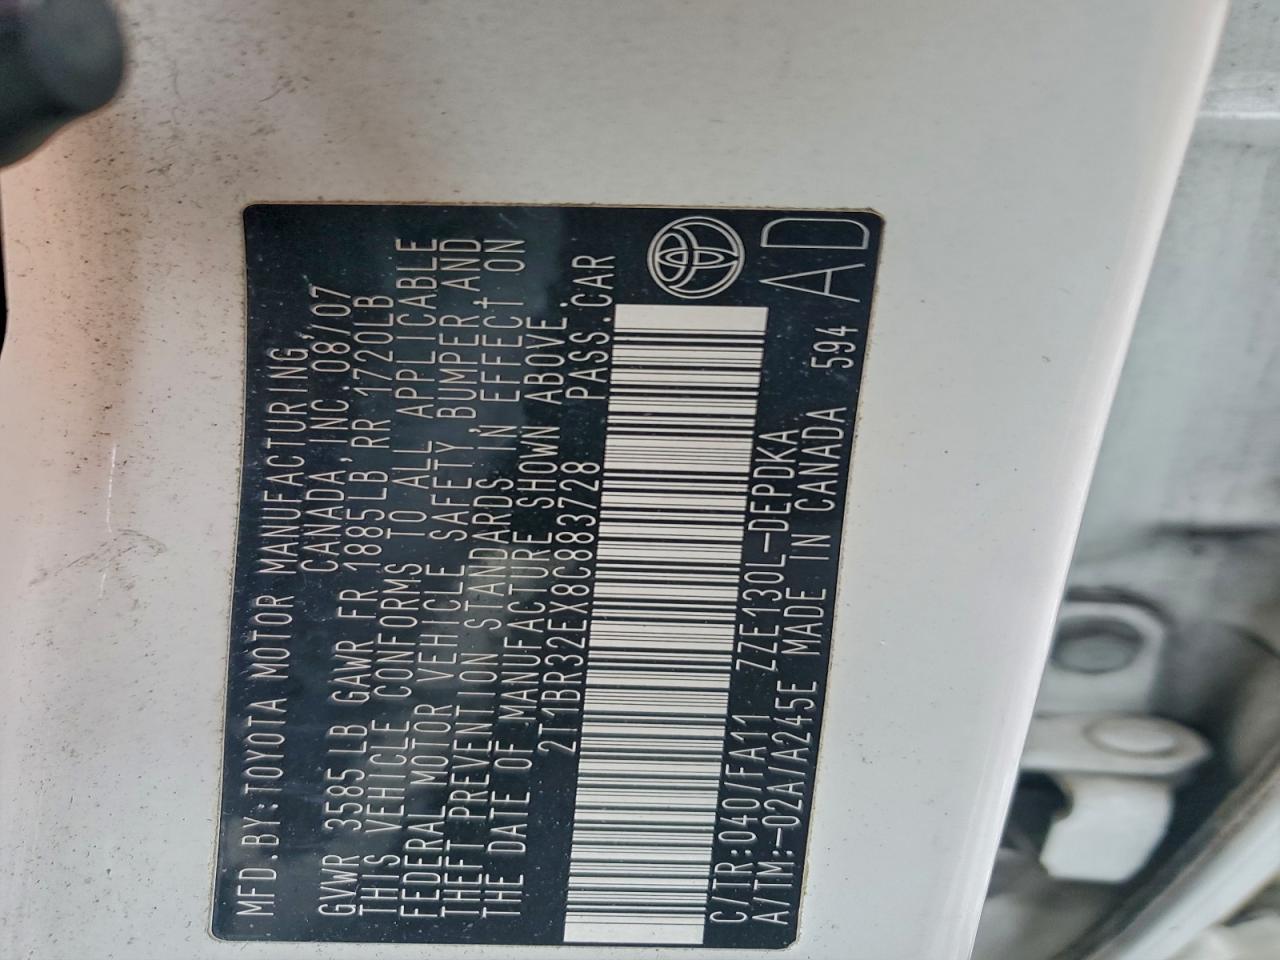 MFD.BY:TOYOTA MOTOR MANUFACTURING,
CANADA,INC.08/07
GVWR 3585LB GAWR FR 1885LB RR 1720LB
THIS VEHICLE CONFORMS TO ALL APPLICABLE
FEDERAL MOTOR VEHICLE SAFETY, BUMPER, AND
THEFT PREVENTION STANDARDS IN EFFECT ON
THE DATE OF MANUFACTURE SHOWN ABOVE.
2T1BR32EX8C883728 PASS.CAR
C/TR:040/FA11 ZZE130L-DEPDKA
A/TM:-02A/A245E MADE IN CANADA 594
AD